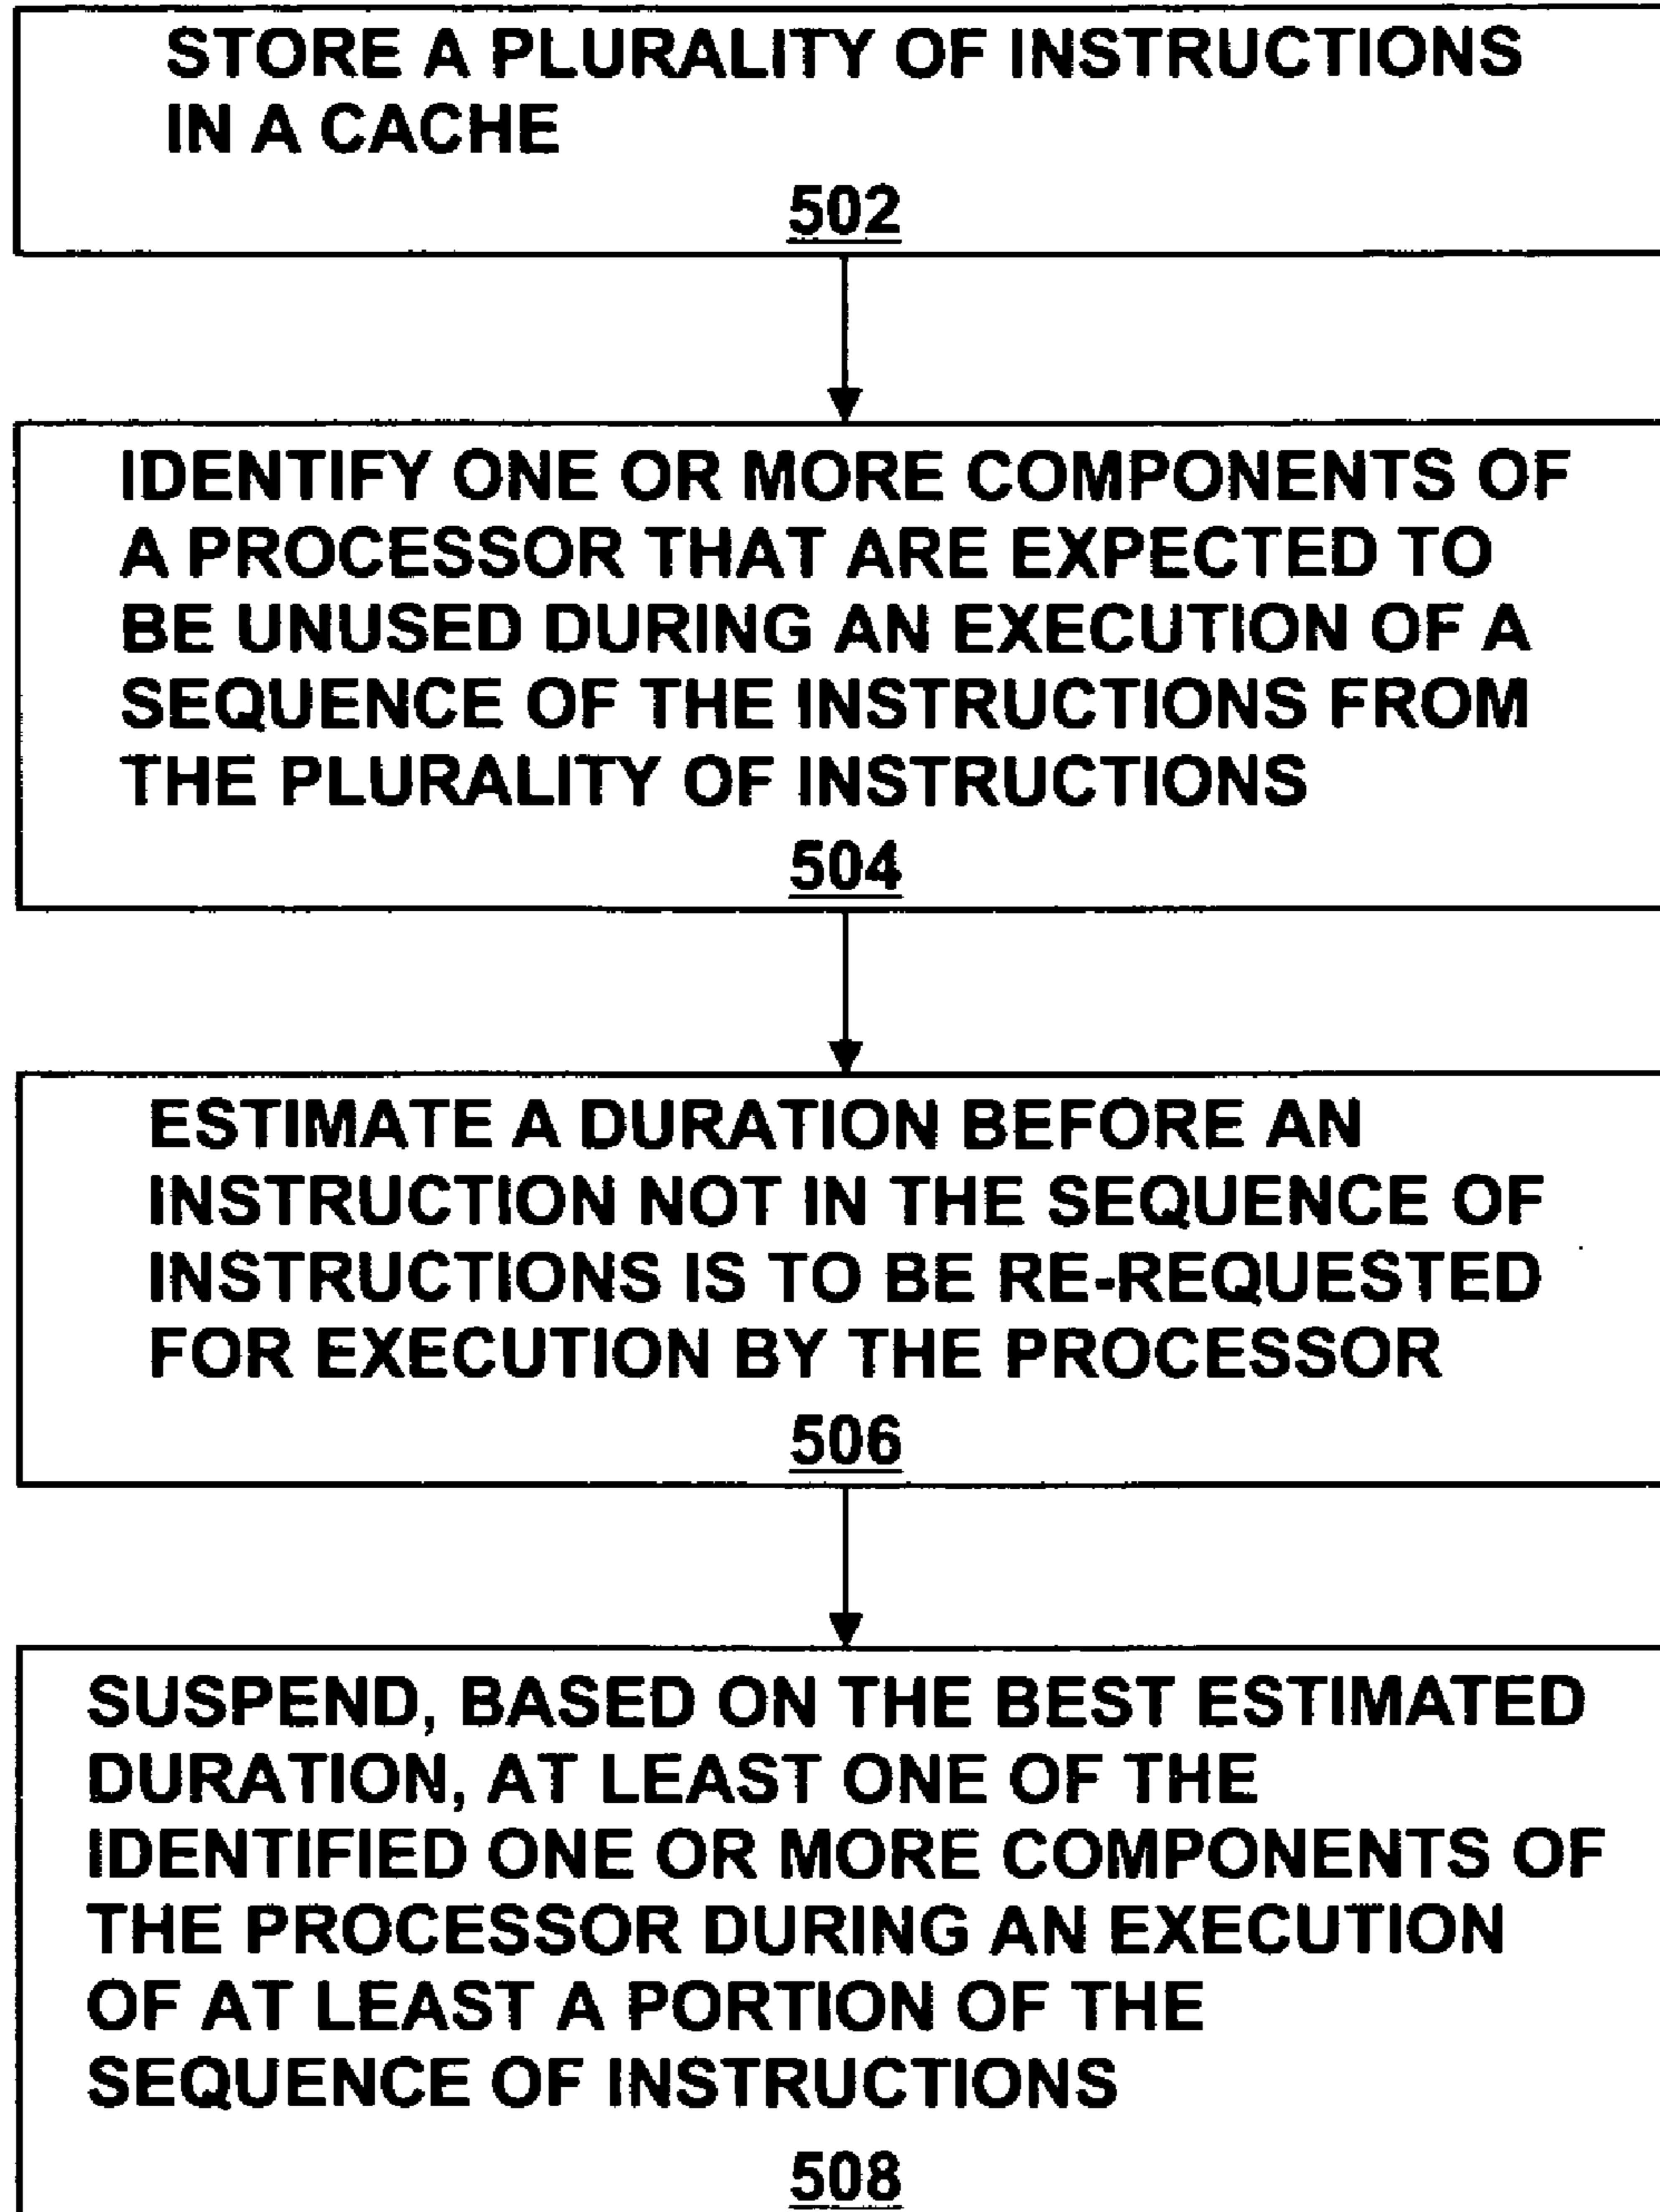 STORE A PLURALITY OF INSTRUCTIONS
IN A CACHE
502
IDENTIFY ONE OR MORE COMPONENTS OF
A PROCESSOR THAT ARE EXPECTED TO
BE UNUSED DURING AN EXECUTION OF A
SEQUENCE OF THE INSTRUCTIONS FROM
THE PLURALITY OF INSTRUCTIONS
504
ESTIMATE A DURATION BEFORE AN
INSTRUCTION NOT IN THE SEQUENCE OF
INSTRUCTIONS IS TO BE RE-REQUESTED
FOR EXECUTION BY THE PROCESSOR
506
SUSPEND, BASED ON THE BEST ESTIMATED
DURATION, AT LEAST ONE OF THE
IDENTIFIED ONE OR MORE COMPONENTS OF
THE PROCESSOR DURING AN EXECUTION
OF AT LEAST A PORTION OF THE
SEQUENCE OF INSTRUCTIONS
508